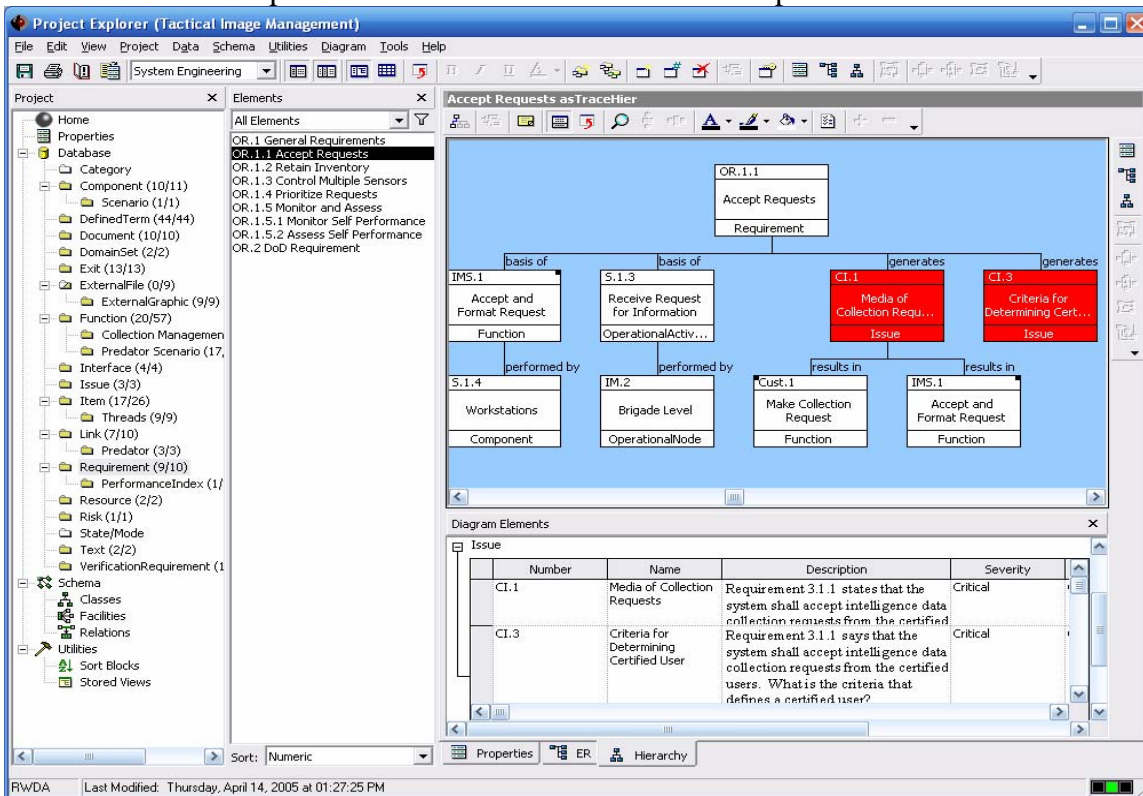 Project Explorer (Tactical Image Management)
File Edit View Project Data Schema Utilities Diagram Tools Help
System Engineering
Project
Home
Properties
Database
Category
Component (10/11)
Scenario (1/1)
DefinedTerm (44/44)
Document (10/10)
DomainSet (2/2)
Exit (13/13)
ExternalFile (0/9)
ExternalGraphic (9/9)
Function (20/57)
Collection Managemen
Predator Scenario (17,
Interface (4/4)
Issue (3/3)
Item (17/26)
Threads (9/9)
Link (7/10)
Predator (3/3)
Requirement (9/10)
PerformanceIndex (1/
Resource (2/2)
Risk (1/1)
State/Mode
Text (2/2)
VerificationRequirement (1
Schema
Classes
Facilities
Relations
Utilities
Sort Blocks
Stored Views
Elements
All Elements
OR.1 General Requirements
OR.1.1 Accept Requests
OR.1.2 Retain Inventory
OR.1.3 Control Multiple Sensors
OR.1.4 Prioritize Requests
OR.1.5 Monitor and Assess
OR.1.5.1 Monitor Self Performance
OR.1.5.2 Assess Self Performance
OR.2 DoD Requirement
Sort: Numeric
Accept Requests asTraceHier
OR.1.1
Accept Requests
Requirement
basis of
basis of
generates
generates
IMS.1
Accept and
Format Request
Function
S.1.3
Receive Request
for Information
OperationalActiv...
CI.1
Media of
Collection Requ...
Issue
CI.3
Criteria for
Determining Cert...
Issue
performed by
performed by
results in
results in
S.1.4
Workstations
Component
IM.2
Brigade Level
OperationalNode
Cust.1
Make Collection
Request
Function
IMS.1
Accept and
Format Request
Function
Diagram Elements
Issue
Number Name Description Severity
CI.1
Media of Collection
Requests
Requirement 3.1.1 states that the
system shall accept intelligence data
collection requests from the certified
Critical
CI.3
Criteria for
Determining
Certified User
Requirement 3.1.1 says that the
system shall accept intelligence data
collection requests from the certified
users. What is the criteria that
defines a certified user?
Critical
Properties ER Hierarchy
RWDA Last Modified: Thursday, April 14, 2005 at 01:27:25 PM